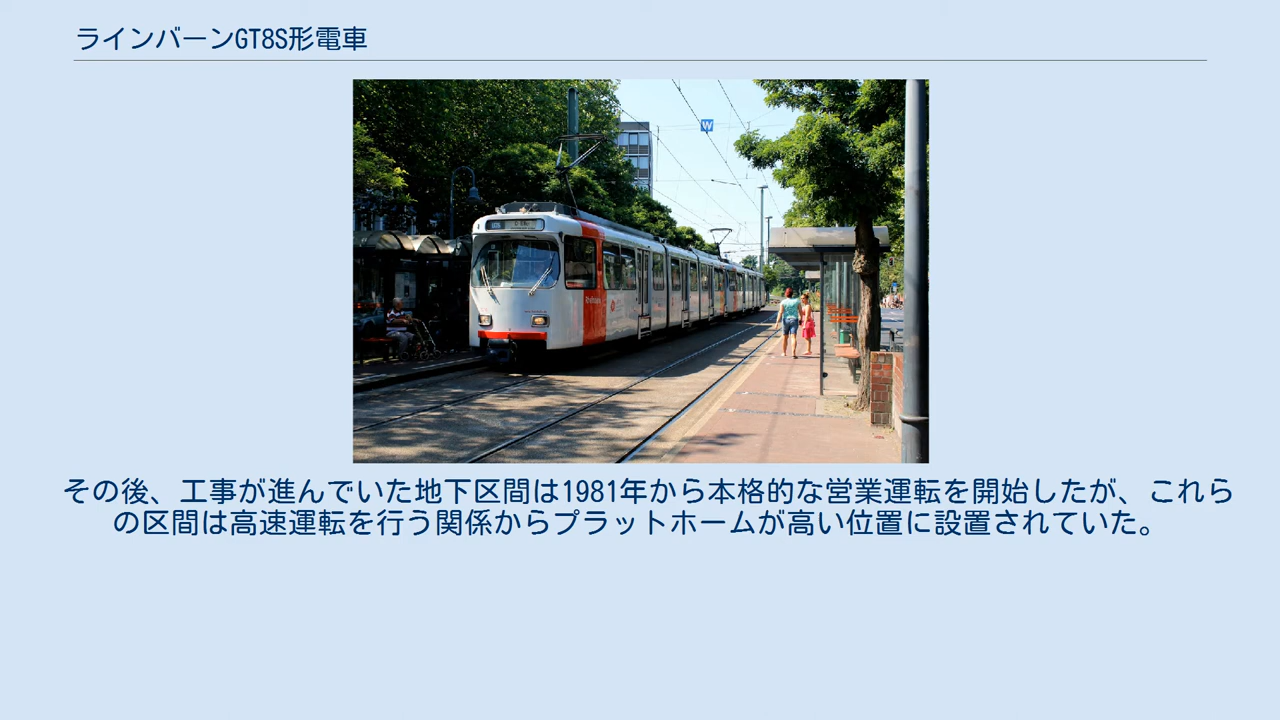 ラインバーンGT8S形電車
W
その後、工事が進んでいた地下区間は1981年から本格的な営業運転を開始したが、これら
の区間は高速運転を行う関係からプラットホームが高い位置に設置されていた。